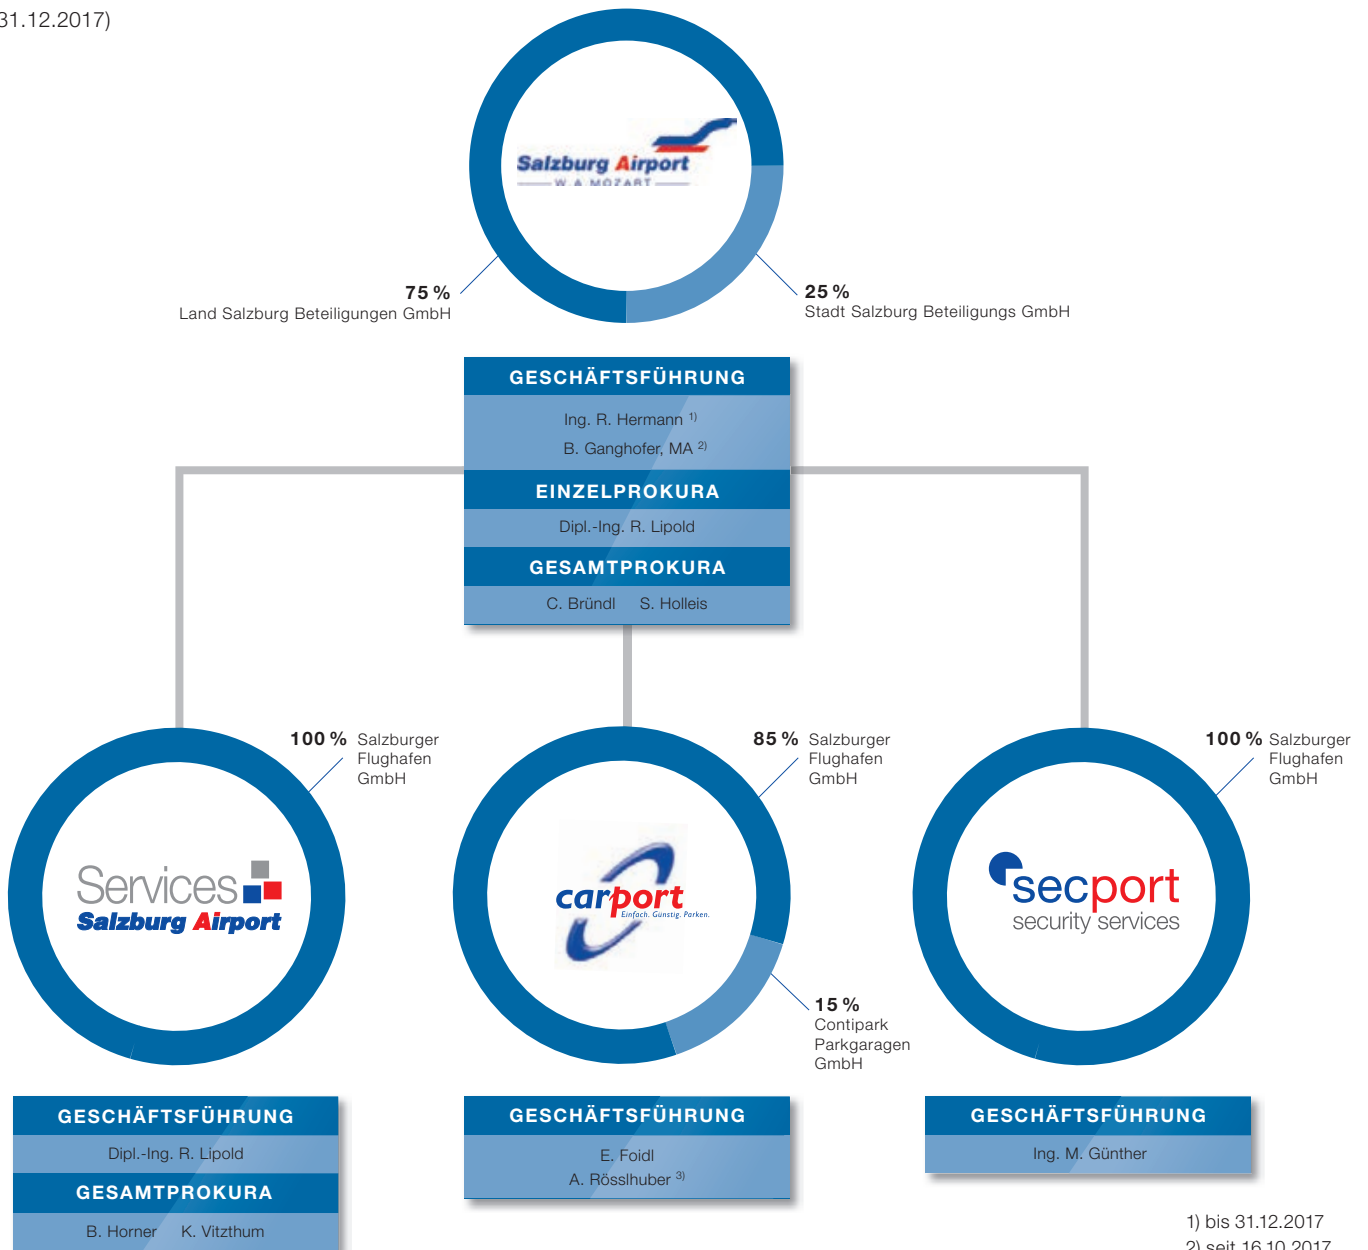 31.12.2017)
Salzburg Airport
W. A. MOZART
75 %
Land Salzburg Beteiligungen GmbH
25 %
Stadt Salzburg Beteiligungs GmbH
GESCHÄFTSFÜHRUNG
Ing. R. Hermann 1)
B. Ganghofer, MA 2)
EINZELPROKURA
Dipl.-Ing. R. Lipold
GESAMTPROKURA
C. Bründl S. Holleis
100 % Salzburger
Flughafen
GmbH
Services
Salzburg Airport
85 % Salzburger
Flughafen
GmbH
carport
Einfach. Günstig. Parken.
15 %
Contipark
Parkgaragen
GmbH
100 % Salzburger
Flughafen
GmbH
secport
security services
GESCHÄFTSFÜHRUNG
Dipl.-Ing. R. Lipold
GESAMTPROKURA
B. Horner K. Vitzthum
GESCHÄFTSFÜHRUNG
E. Foidl
A. Rösslhuber 3)
GESCHÄFTSFÜHRUNG
Ing. M. Günther
1) bis 31.12.2017
2) seit 16.10.2017